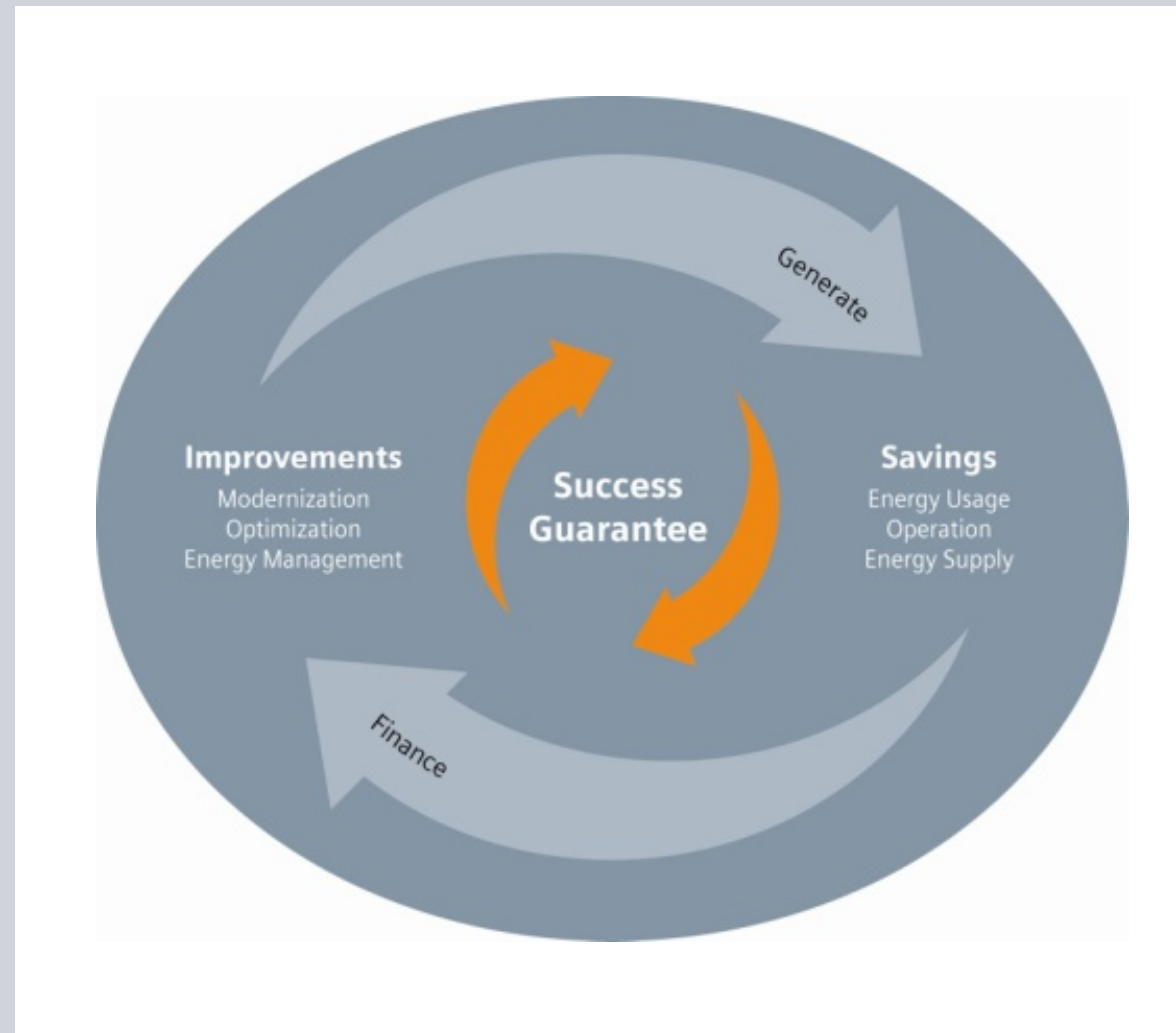 Generate
Improvements
Modernization
Optimization
Energy Management
Success
Guarantee
Savings
Energy Usage
Operation
Energy Supply
Finance